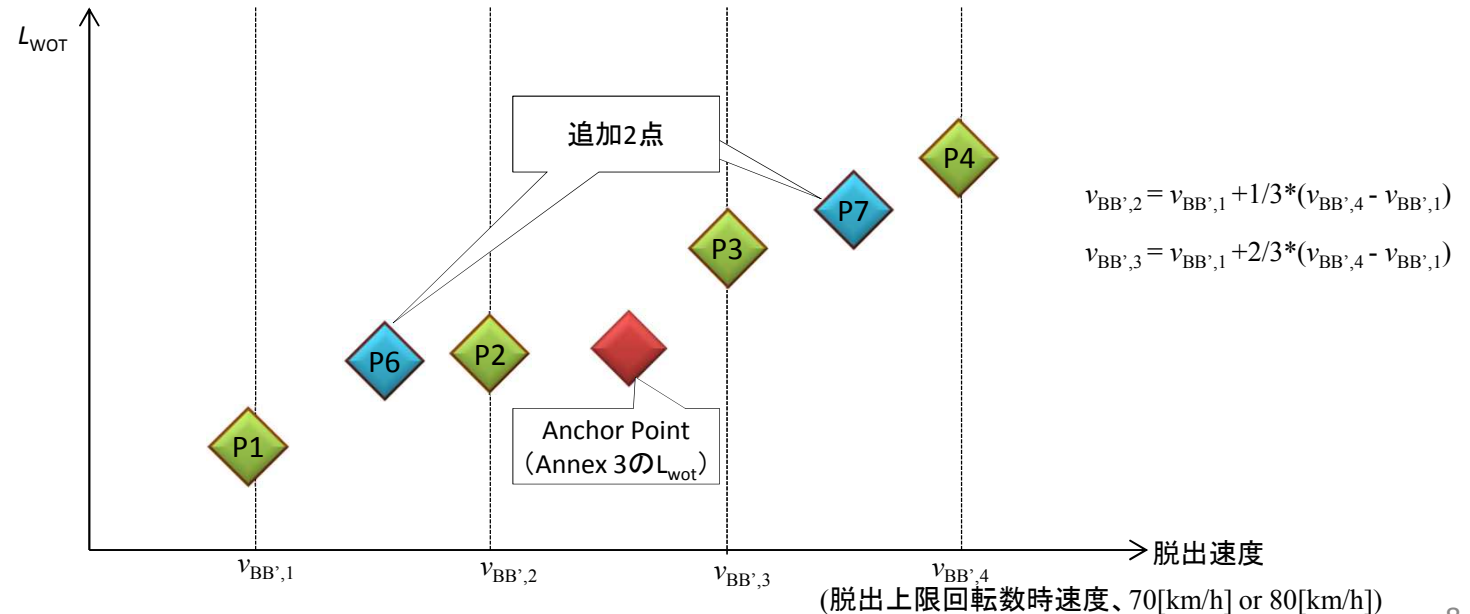 L_WOT
追加2点
P4
P7
P3
P6
P2
P1
v_BB',2 = v_BB',1 +1/3*(v_BB',4 - v_BB',1)
v_BB',3 = v_BB',1 +2/3*(v_BB',4 - v_BB',1)
Anchor Point
(Annex 3のL_wot)
脱出速度
v_BB',1
v_BB',2
v_BB',3
v_BB',4
(脱出上限回転数時速度、70[km/h] or 80[km/h])